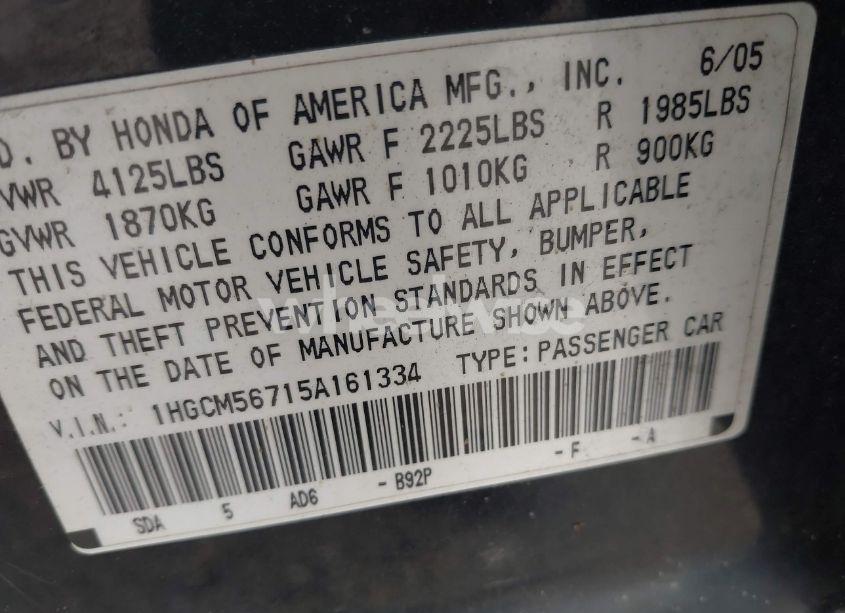 D. BY HONDA OF AMERICA MFG., INC. 6/05
VWR 4125LBS GAWR F 2225LBS R 1985LBS
GVWR 1870KG GAWR F 1010KG R 900KG
THIS VEHICLE CONFORMS TO ALL APPLICABLE
FEDERAL MOTOR VEHICLE SAFETY, BUMPER,
AND THEFT PREVENTION STANDARDS IN EFFECT
ON THE DATE OF MANUFACTURE SHOWN ABOVE.
V.I.N.: 1HGCM56715A161334 TYPE: PASSENGER CAR
SDA 5 AD6 - B92P - F - A
wheelwise